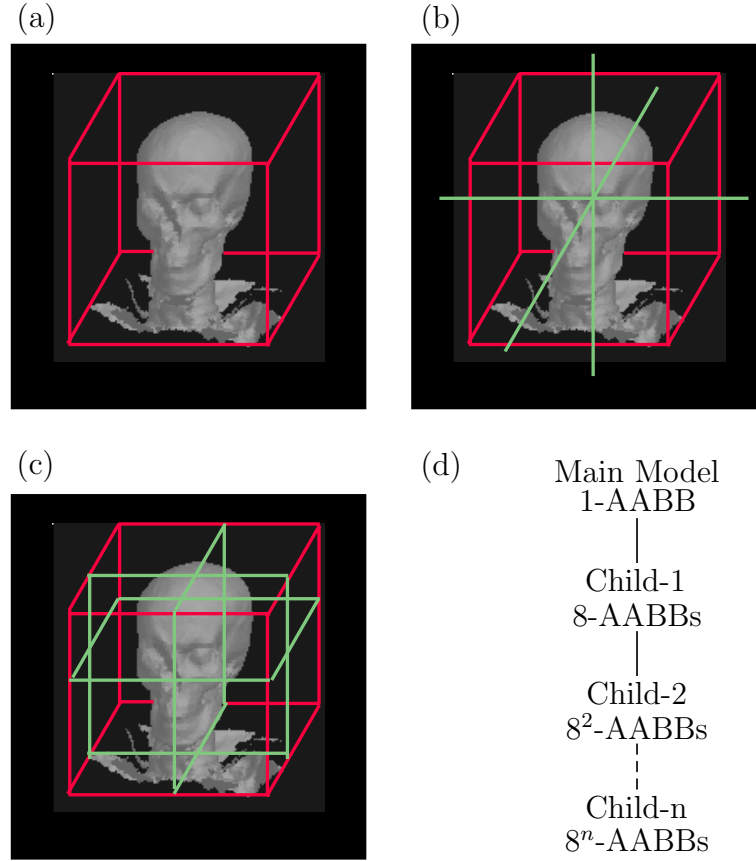 (a)
(b)
(c)
(d)
Main Model
1-AABB
Child-1
8-AABBs
Child-2
8²-AABBs
Child-n
8ⁿ-AABBs